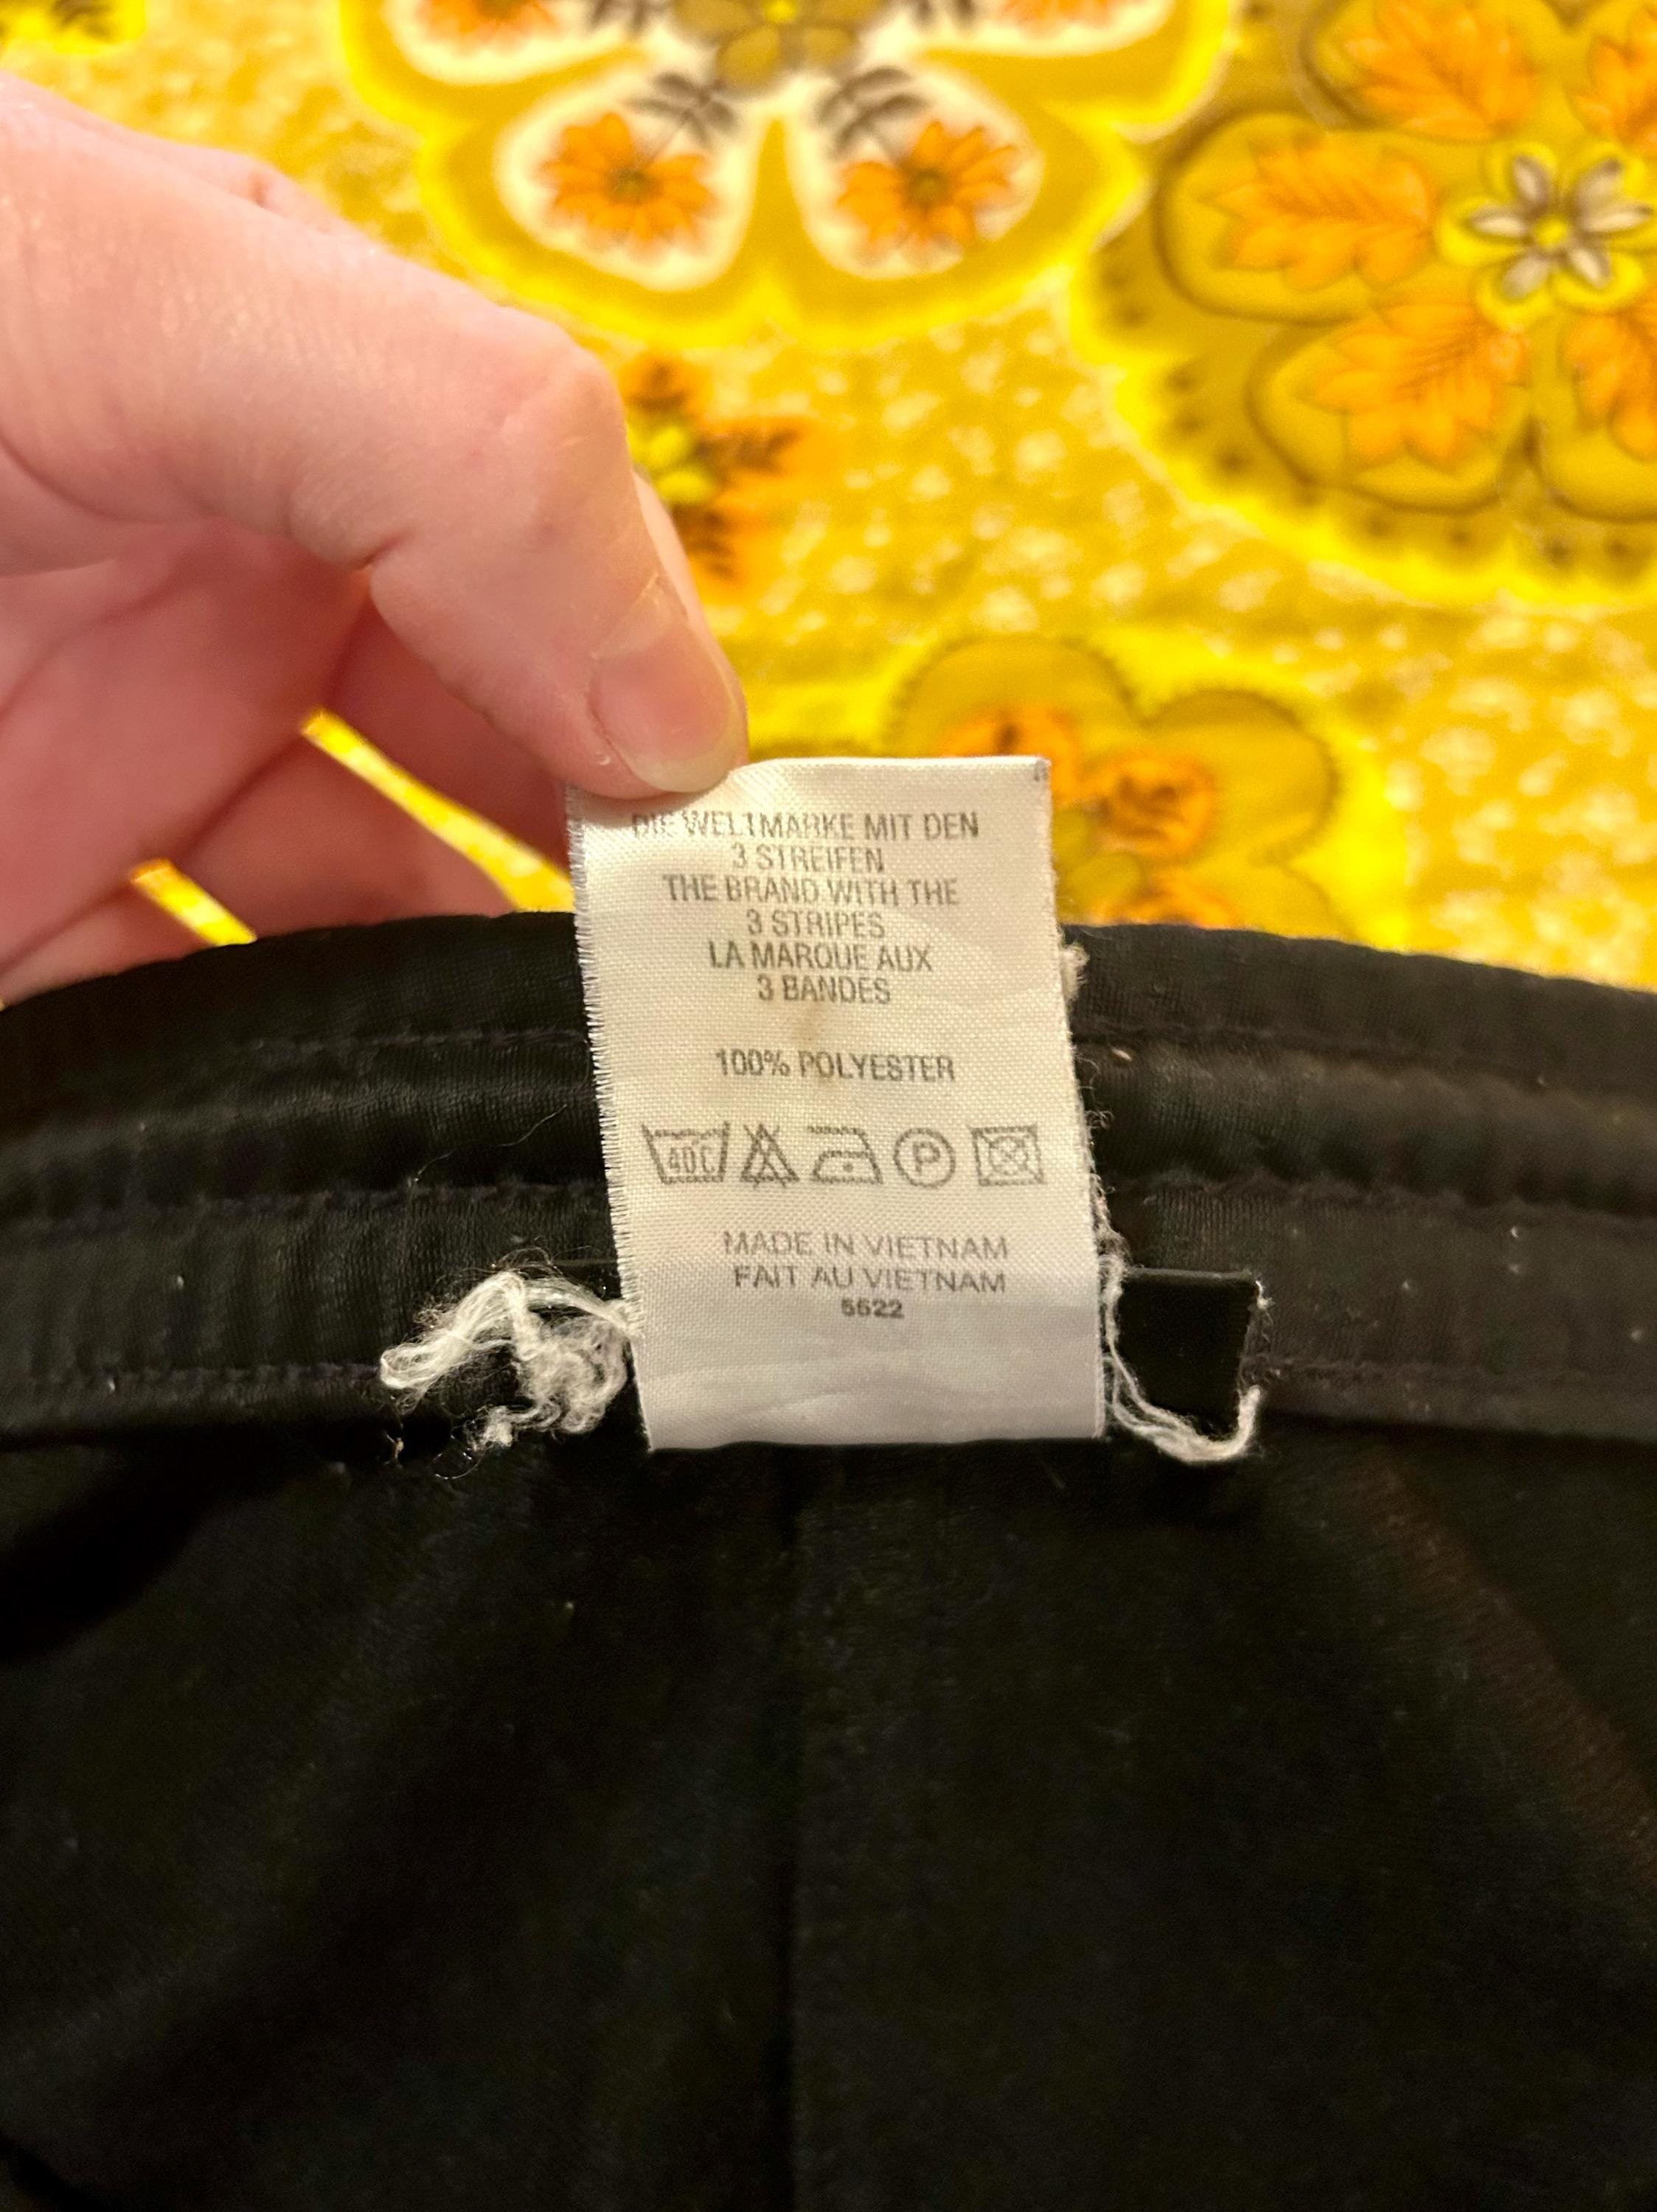 DIE WELTMARKE MIT DEN
3 STREIFEN
THE BRAND WITH THE
3 STRIPES
LA MARQUE AUX
3 BANDES
100% POLYESTER
40C P
MADE IN VIETNAM
FAIT AU VIETNAM
5622